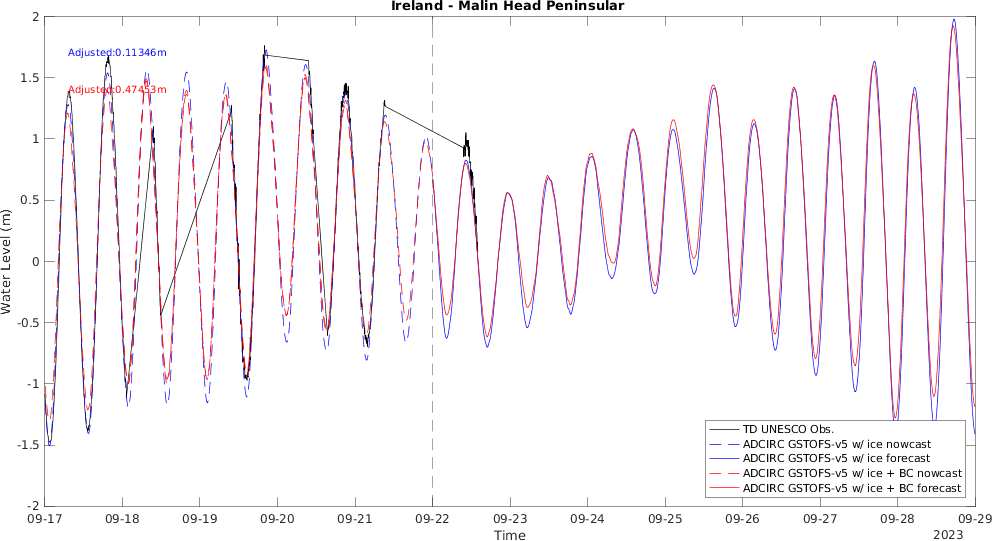 Ireland - Malin Head Peninsular
Adjusted:0.11346m
Adjusted:0.47453m
2
1.5
1
0.5
0
-0.5
-1
-1.5
-2
Water Level (m)
09-17 09-18 09-19 09-20 09-21 09-22 09-23 09-24 09-25 09-26 09-27 09-28 09-29
Time
2023
TD UNESCO Obs.
ADCIRC GSTOFS-v5 w/ ice nowcast
ADCIRC GSTOFS-v5 w/ ice forecast
ADCIRC GSTOFS-v5 w/ ice + BC nowcast
ADCIRC GSTOFS-v5 w/ ice + BC forecast